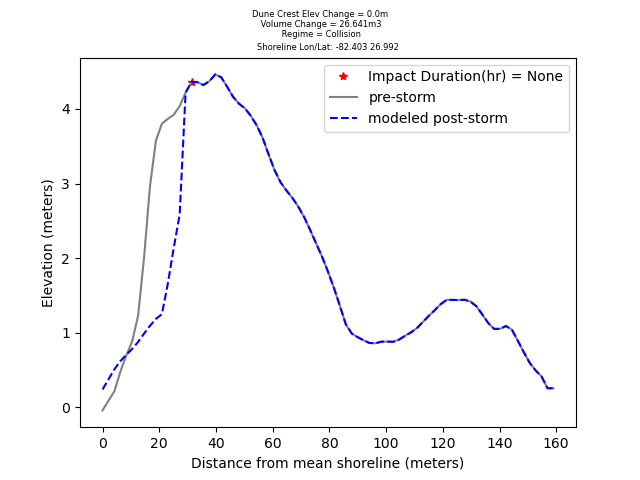 Dune Crest Elev Change = 0.0m
Volume Change = 26.641m3
Regime = Collision
Shoreline Lon/Lat: -82.403 26.992
Impact Duration(hr) = None
pre-storm
modeled post-storm
Elevation (meters)
4
3
2
1
0
0 20 40 60 80 100 120 140 160
Distance from mean shoreline (meters)